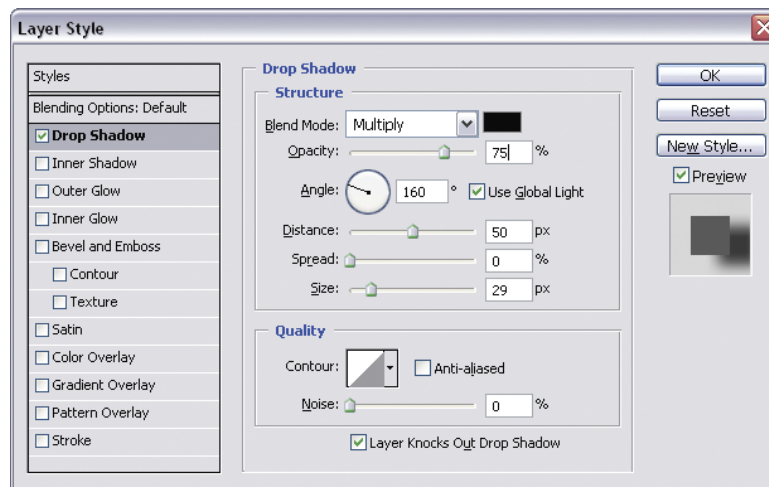 Layer Style
Styles
Blending Options: Default
Drop Shadow
Inner Shadow
Outer Glow
Inner Glow
Bevel and Emboss
Contour
Texture
Satin
Color Overlay
Gradient Overlay
Pattern Overlay
Stroke
Drop Shadow
Structure
Blend Mode: Multiply
Opacity: 75 %
Angle: 160 ° Use Global Light
Distance: 50 px
Spread: 0 %
Size: 29 px
Quality
Contour: Anti-aliased
Noise: 0 %
Layer Knocks Out Drop Shadow
OK
Reset
New Style...
Preview